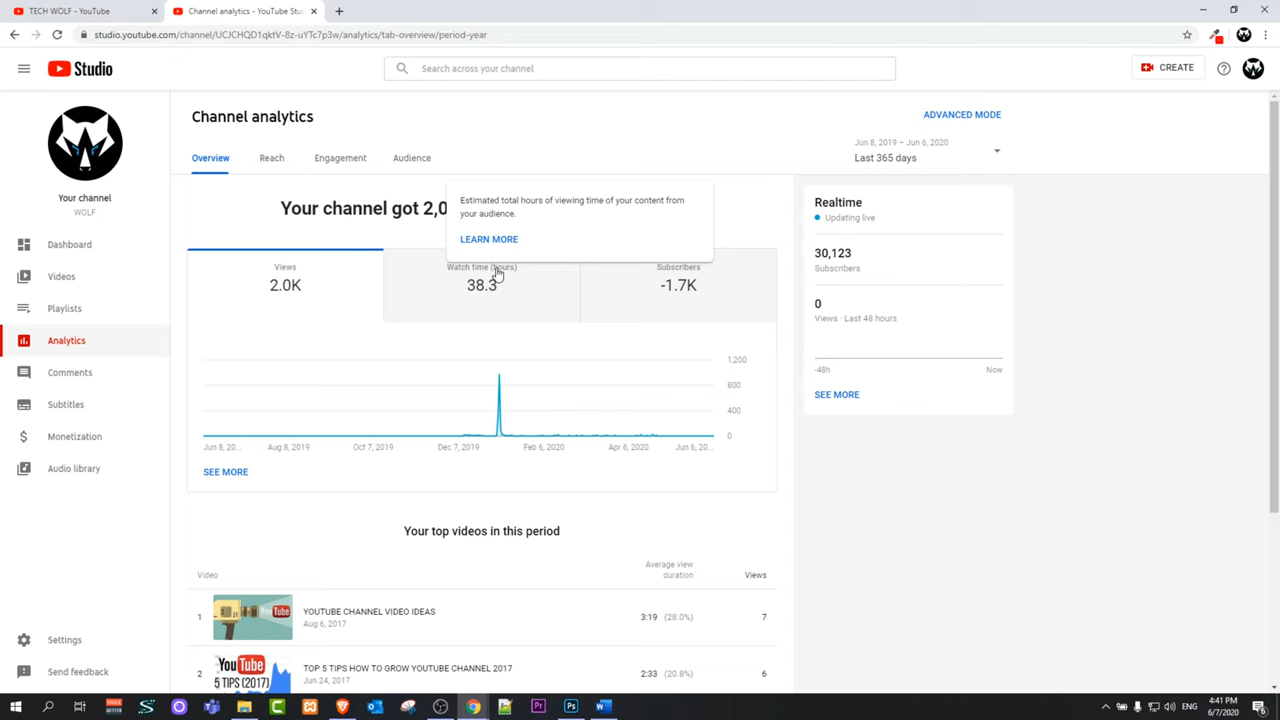 TECH WOLF - YouTube
Channel analytics - YouTube Stu
studio.youtube.com/channel/UCJCHQD1qktV-8z-uYTc7p3w/analytics/tab-overview/period-year
Studio
Search across your channel
CREATE
Your channel
WOLF
Dashboard
Videos
Playlists
Analytics
Comments
Subtitles
Monetization
Audio library
Settings
Send feedback
Channel analytics
ADVANCED MODE
Overview
Reach
Engagement
Audience
Jun 8, 2019 – Jun 6, 2020
Last 365 days
Your channel got 2,0
Estimated total hours of viewing time of your content from
your audience.
LEARN MORE
Views
2.0K
Watch time (hours)
38.3
Subscribers
-1.7K
1,200
800
400
0
Jun 8, 20...
Aug 8, 2019
Oct 7, 2019
Dec 7, 2019
Feb 6, 2020
Apr 6, 2020
Jun 6, 20...
SEE MORE
Realtime
Updating live
30,123
Subscribers
0
Views · Last 48 hours
-48h
Now
SEE MORE
Your top videos in this period
Video
Average view
duration
Views
1
YouTube
YOUTUBE CHANNEL VIDEO IDEAS
Aug 6, 2017
3:19 (28.0%)
7
2
YouTube
5 TIPS (2017)
TOP 5 TIPS HOW TO GROW YOUTUBE CHANNEL 2017
Jun 24, 2017
2:33 (20.8%)
6
ENG
4:41 PM
6/7/2020